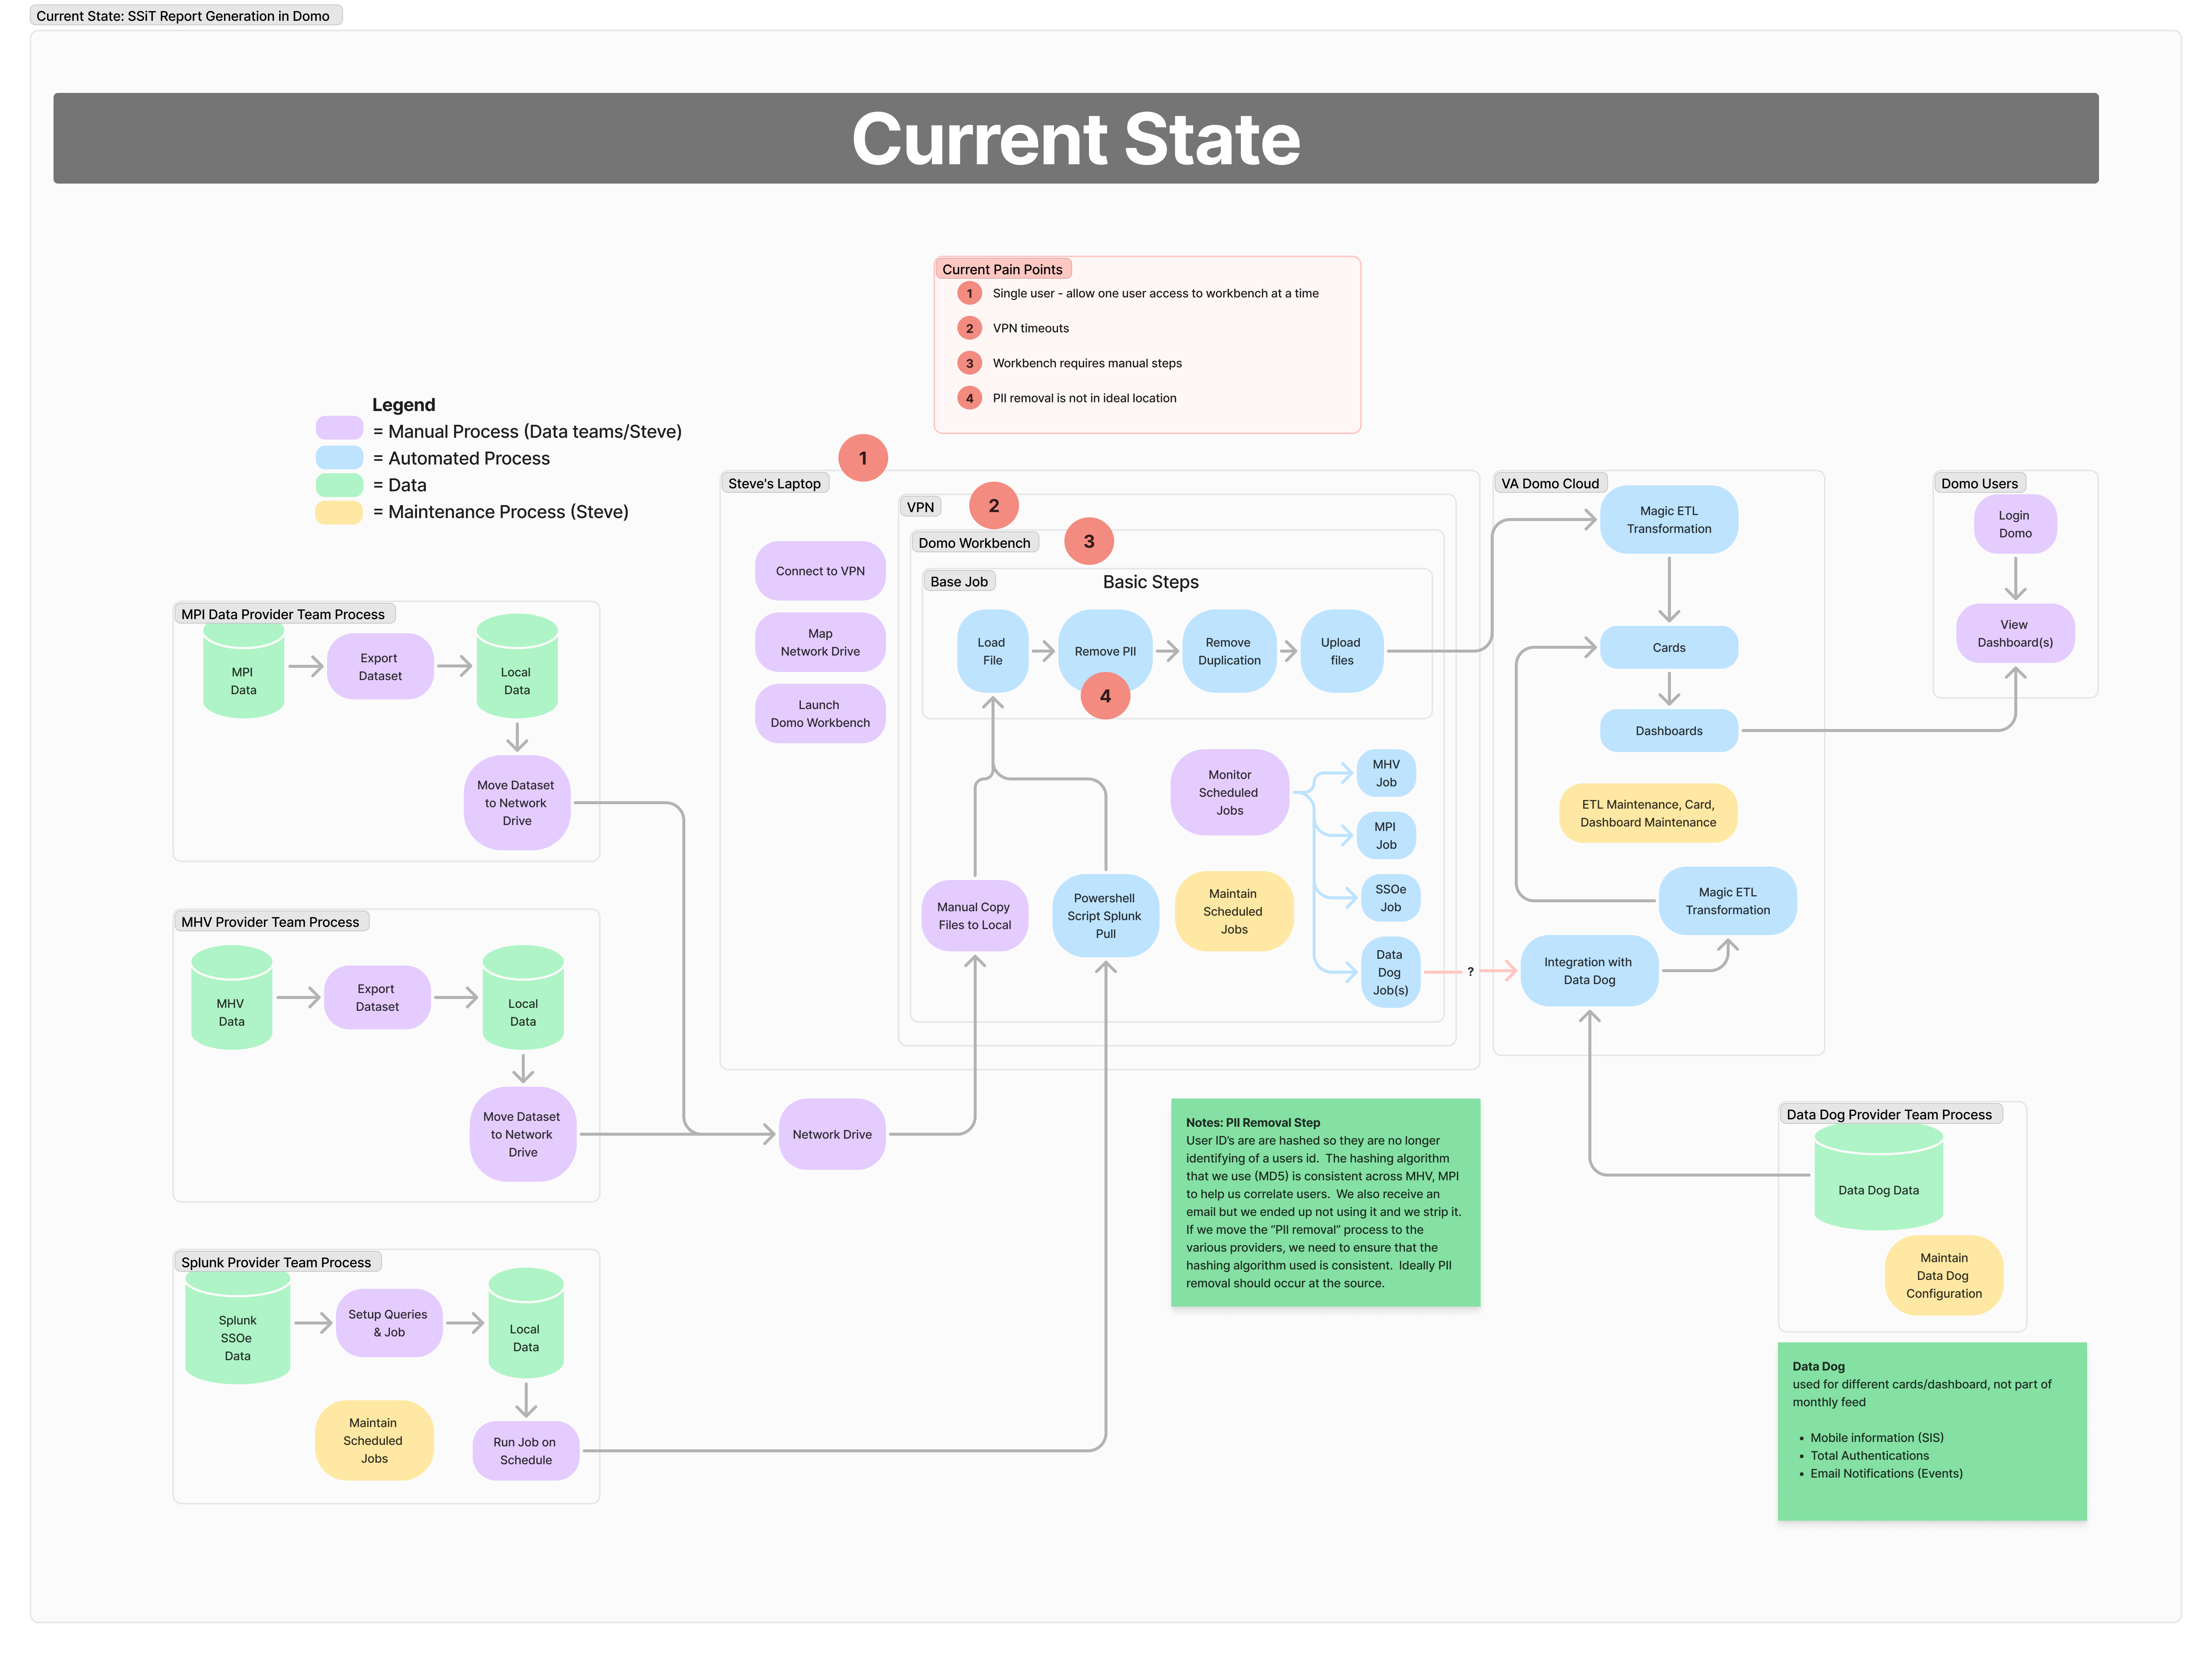 Current State: SSiT Report Generation in Domo
Current State
Current Pain Points
1 Single user - allow one user access to workbench at a time
2 VPN timeouts
3 Workbench requires manual steps
4 PII removal is not in ideal location
Legend
= Manual Process (Data teams/Steve)
= Automated Process
= Data
= Maintenance Process (Steve)
MPI Data Provider Team Process
MPI
Data
Export
Dataset
Local
Data
Move Dataset
to Network
Drive
MHV Provider Team Process
MHV
Data
Export
Dataset
Local
Data
Move Dataset
to Network
Drive
Splunk Provider Team Process
Splunk
SSOe
Data
Setup Queries
& Job
Local
Data
Maintain
Scheduled
Jobs
Run Job on
Schedule
Network Drive
1
Steve's Laptop
Connect to VPN
Map
Network Drive
Launch
Domo Workbench
VPN
2
Domo Workbench
3
Base Job
Basic Steps
Load
File
Remove PII
4
Remove
Duplication
Upload
files
Manual Copy
Files to Local
Powershell
Script Splunk
Pull
Monitor
Scheduled
Jobs
Maintain
Scheduled
Jobs
MHV
Job
MPI
Job
SSOe
Job
Data
Dog
Job(s)
?
VA Domo Cloud
Magic ETL
Transformation
Cards
Dashboards
ETL Maintenance, Card,
Dashboard Maintenance
Magic ETL
Transformation
Integration with
Data Dog
Domo Users
Login
Domo
View
Dashboard(s)
Notes: PII Removal Step
User ID's are are hashed so they are no longer
identifying of a users id. The hashing algorithm
that we use (MD5) is consistent across MHV, MPI
to help us correlate users. We also receive an
email but we ended up not using it and we strip it.
If we move the “PII removal” process to the
various providers, we need to ensure that the
hashing algorithm used is consistent. Ideally PII
removal should occur at the source.
Data Dog Provider Team Process
Data Dog Data
Maintain
Data Dog
Configuration
Data Dog
used for different cards/dashboard, not part of
monthly feed
• Mobile information (SIS)
• Total Authentications
• Email Notifications (Events)